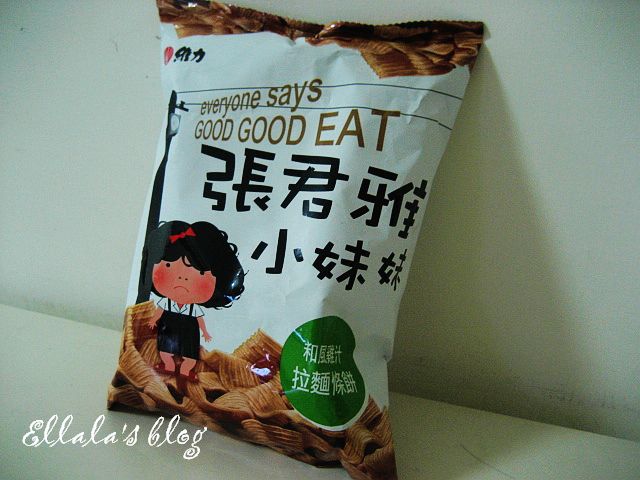 維力
everyone says
GOOD GOOD EAT
張君雅
小妹妹
和風雞汁
拉麵條餅
Ellala's blog